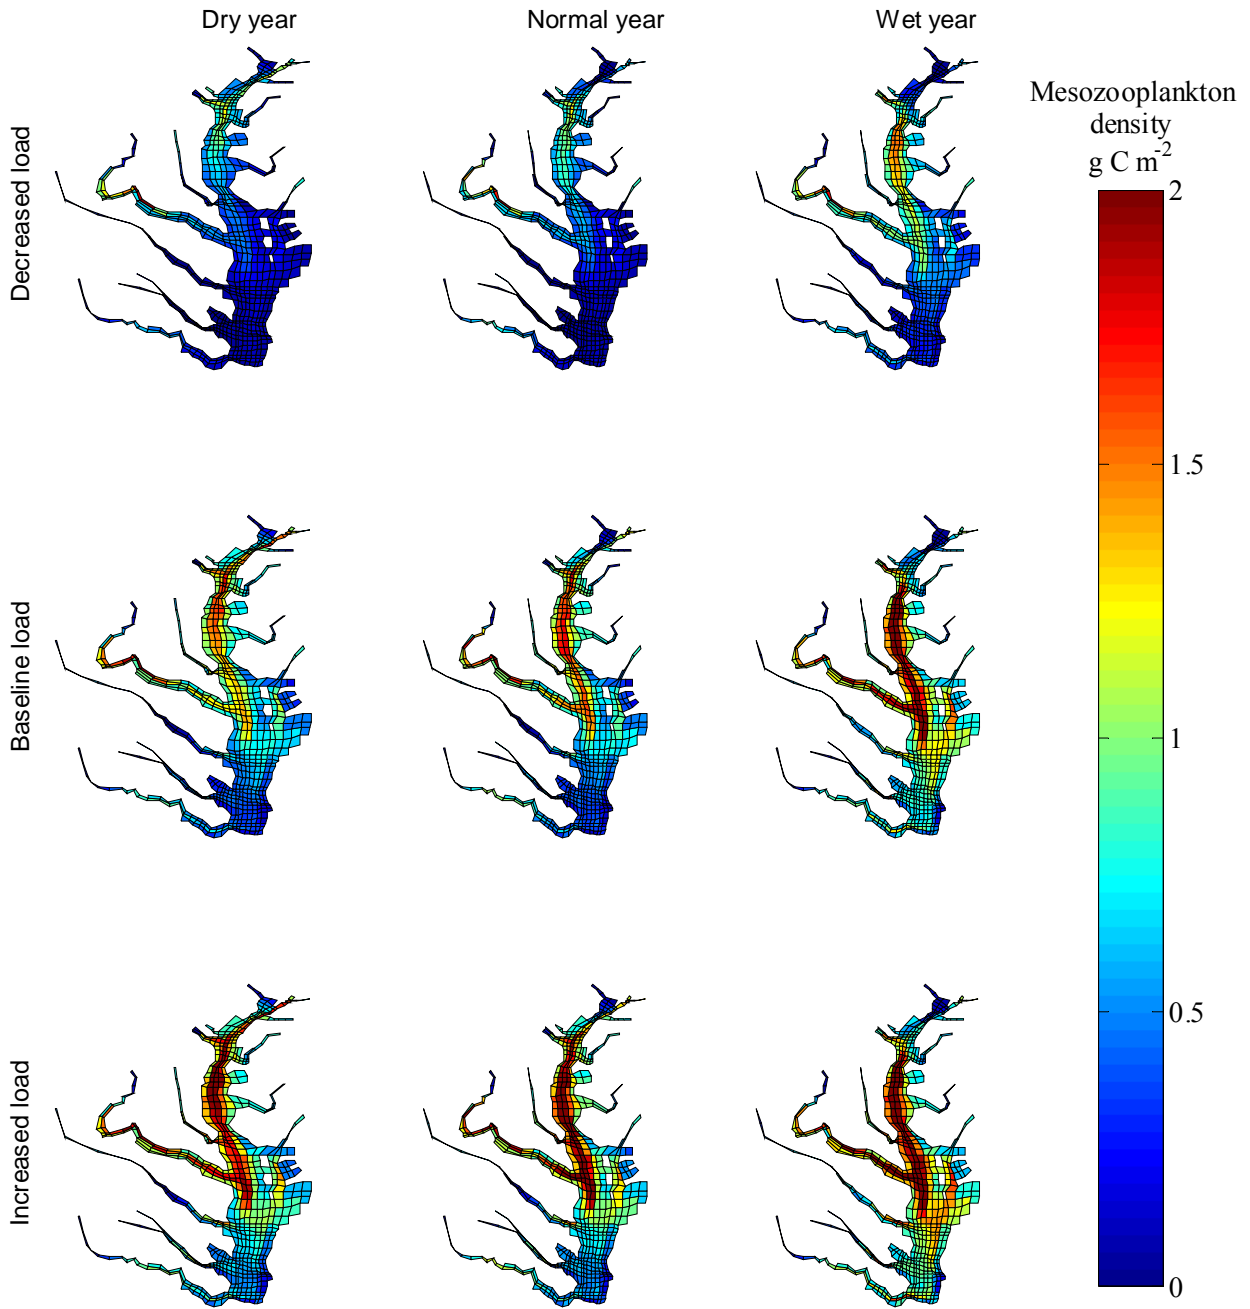 Dry year
Normal year
Wet year
Mesozooplankton
density
g C m-2
Decreased load
Baseline load
Increased load
2
1.5
1
0.5
0